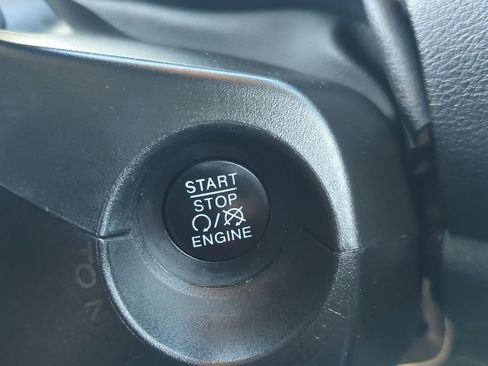 START
STOP
/
ENGINE